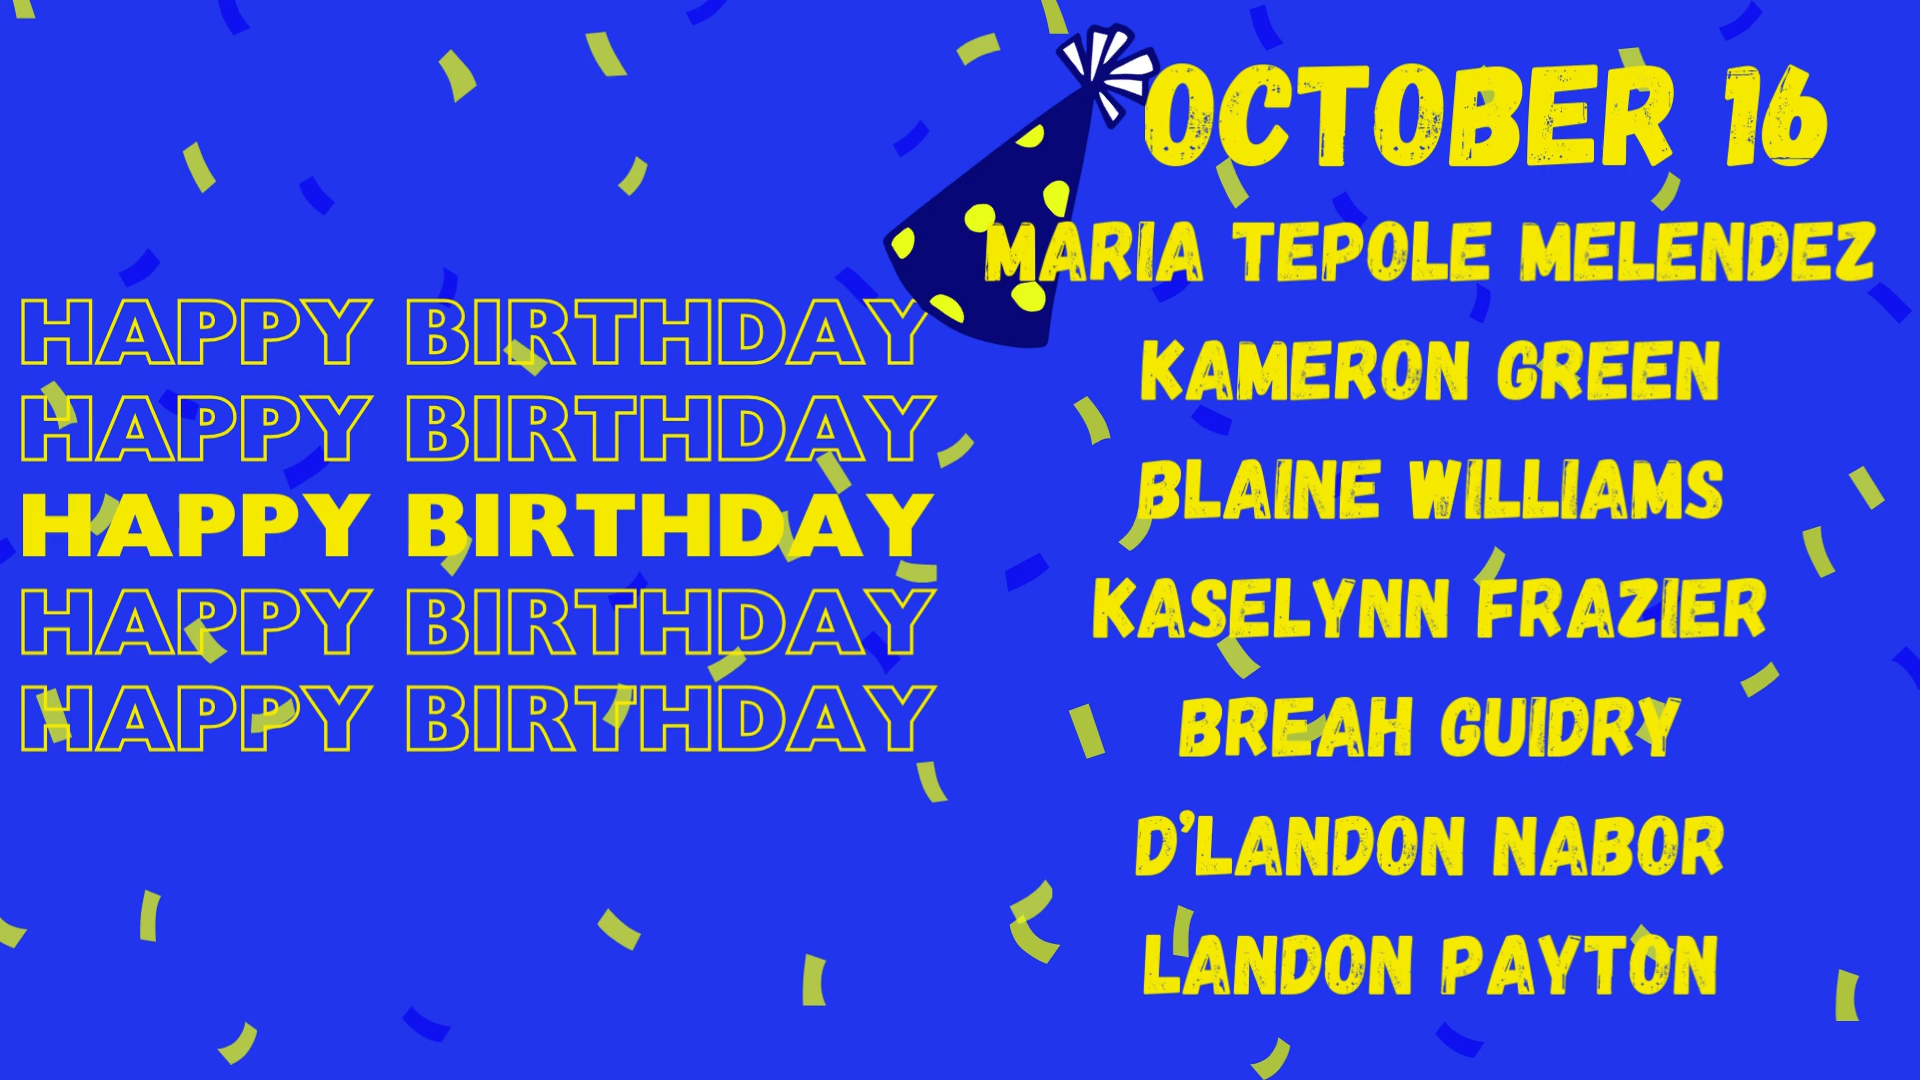 HAPPY BIRTHDAY
HAPPY BIRTHDAY
HAPPY BIRTHDAY
HAPPY BIRTHDAY
HAPPY BIRTHDAY
OCTOBER 16
MARIA TEPOLE MELENDEZ
KAMERON GREEN
BLAINE WILLIAMS
KASELYNN FRAZIER
BREAH GUIDRY
D’LANDON NABOR
LANDON PAYTON